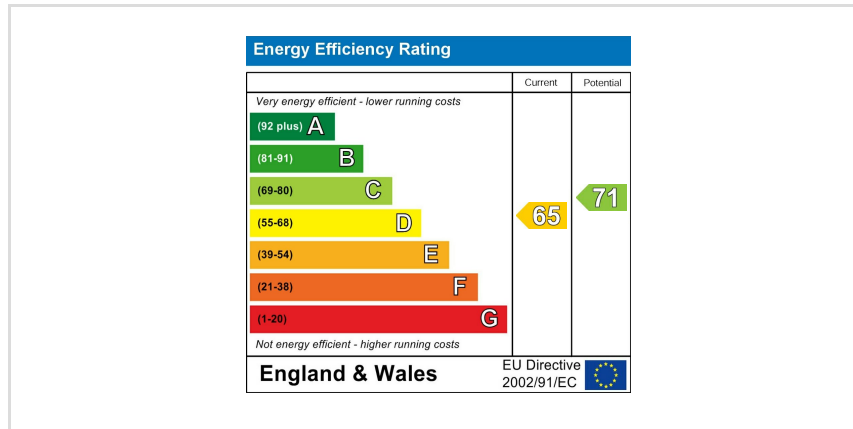 Energy Efficiency Rating
Current Potential
Very energy efficient - lower running costs
(92 plus) A
(81-91) B
(69-80) C
(55-68) D
(39-54) E
(21-38) F
(1-20) G
65
71
Not energy efficient - higher running costs
England & Wales
EU Directive
2002/91/EC